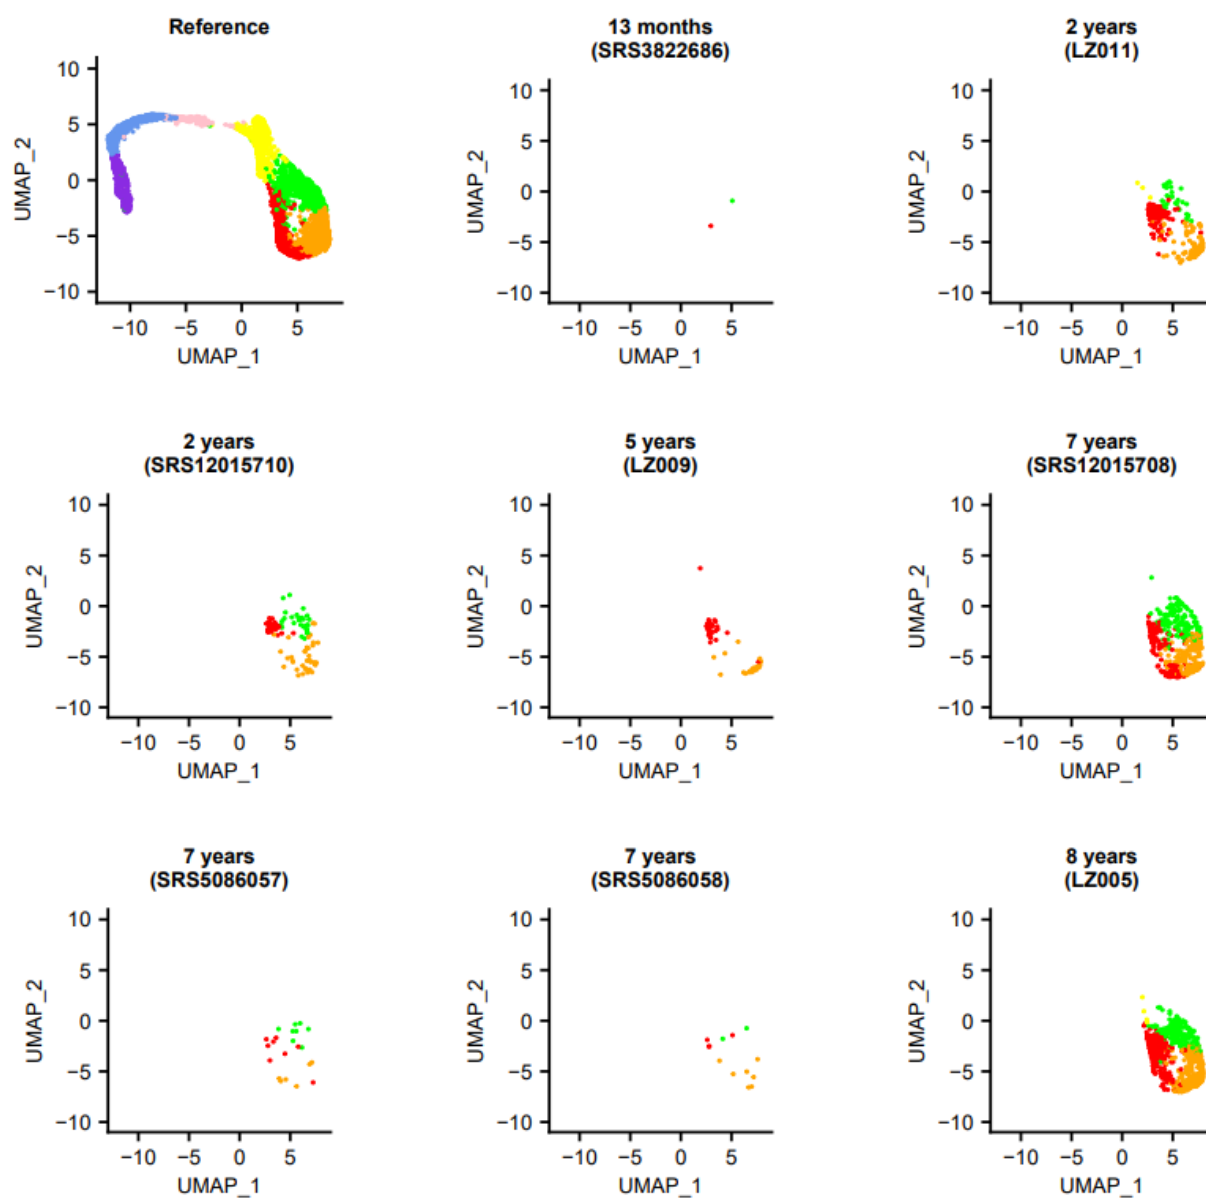 Reference
10
5
0
−5
−10
UMAP_2
−10 −5 0 5
UMAP_1
13 months
(SRS3822686)
10
5
0
−5
−10
UMAP_2
−10 −5 0 5
UMAP_1
2 years
(LZ011)
10
5
0
−5
−10
UMAP_2
−10 −5 0 5
UMAP_1
2 years
(SRS12015710)
10
5
0
−5
−10
UMAP_2
−10 −5 0 5
UMAP_1
5 years
(LZ009)
10
5
0
−5
−10
UMAP_2
−10 −5 0 5
UMAP_1
7 years
(SRS12015708)
10
5
0
−5
−10
UMAP_2
−10 −5 0 5
UMAP_1
7 years
(SRS5086057)
10
5
0
−5
−10
UMAP_2
−10 −5 0 5
UMAP_1
7 years
(SRS5086058)
10
5
0
−5
−10
UMAP_2
−10 −5 0 5
UMAP_1
8 years
(LZ005)
10
5
0
−5
−10
UMAP_2
−10 −5 0 5
UMAP_1